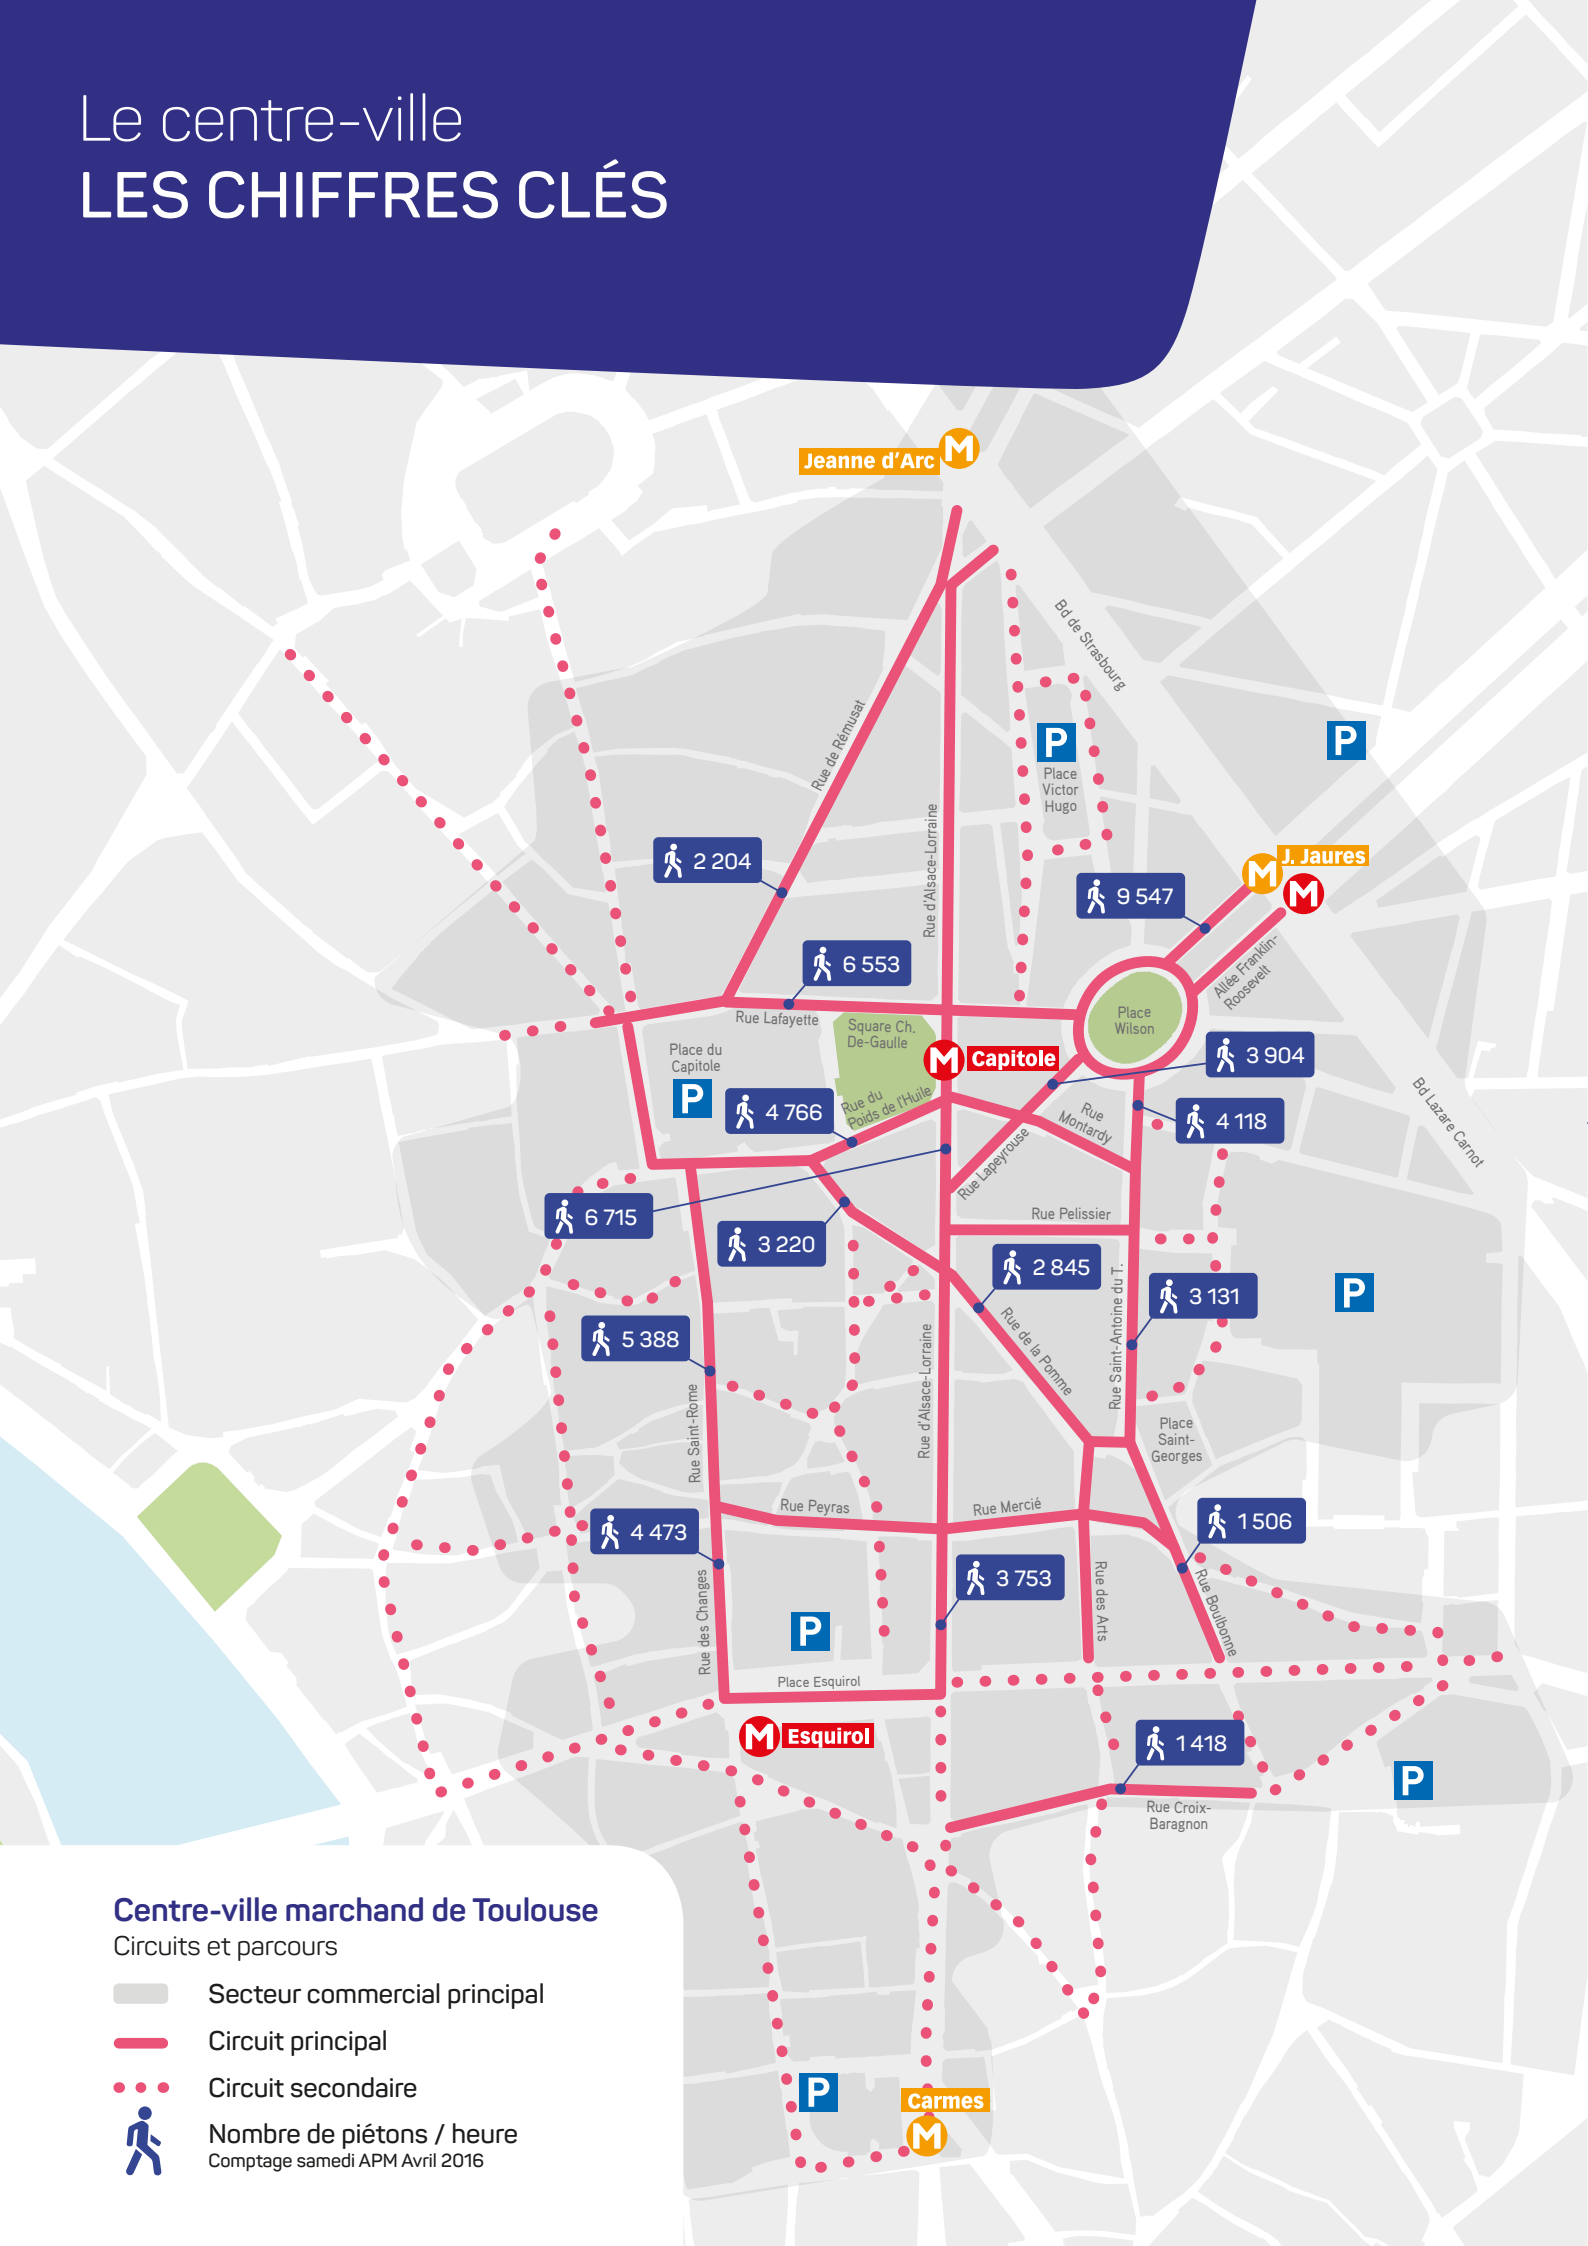 Le centre-ville
LES CHIFFRES CLÉS
Jeanne d'Arc
M
Bd de Strasbourg
Rue de Rémusat
P
P
Place
Victor
Hugo
Rue d'Alsace-Lorraine
2 204
J. Jaures
M
M
9 547
6 553
Allée Franklin-
Roosevelt
Rue Lafayette
Square Ch.
De-Gaulle
Place
Wilson
Place du
Capitole
P
M
Capitole
3 904
4 766
Rue du
Poids de l'Huile
Rue
Montardy
4 118
Bd Lazare Carnot
Rue Lapeyrouse
6 715
3 220
Rue Pelissier
2 845
3 131
P
5 388
Rue de la Pomme
Rue Saint-Antoine du T.
Rue d'Alsace-Lorraine
Rue Saint-Rome
Place
Saint-
Georges
Rue Peyras
Rue Mercié
4 473
1 506
3 753
Rue des Changes
P
Rue des Arts
Rue Boulbonne
Place Esquirol
M
Esquirol
1 418
P
Rue Croix-
Baragnon
Centre-ville marchand de Toulouse
Circuits et parcours
Secteur commercial principal
Circuit principal
Circuit secondaire
Nombre de piétons / heure
Comptage samedi APM Avril 2016
P
Carmes
M